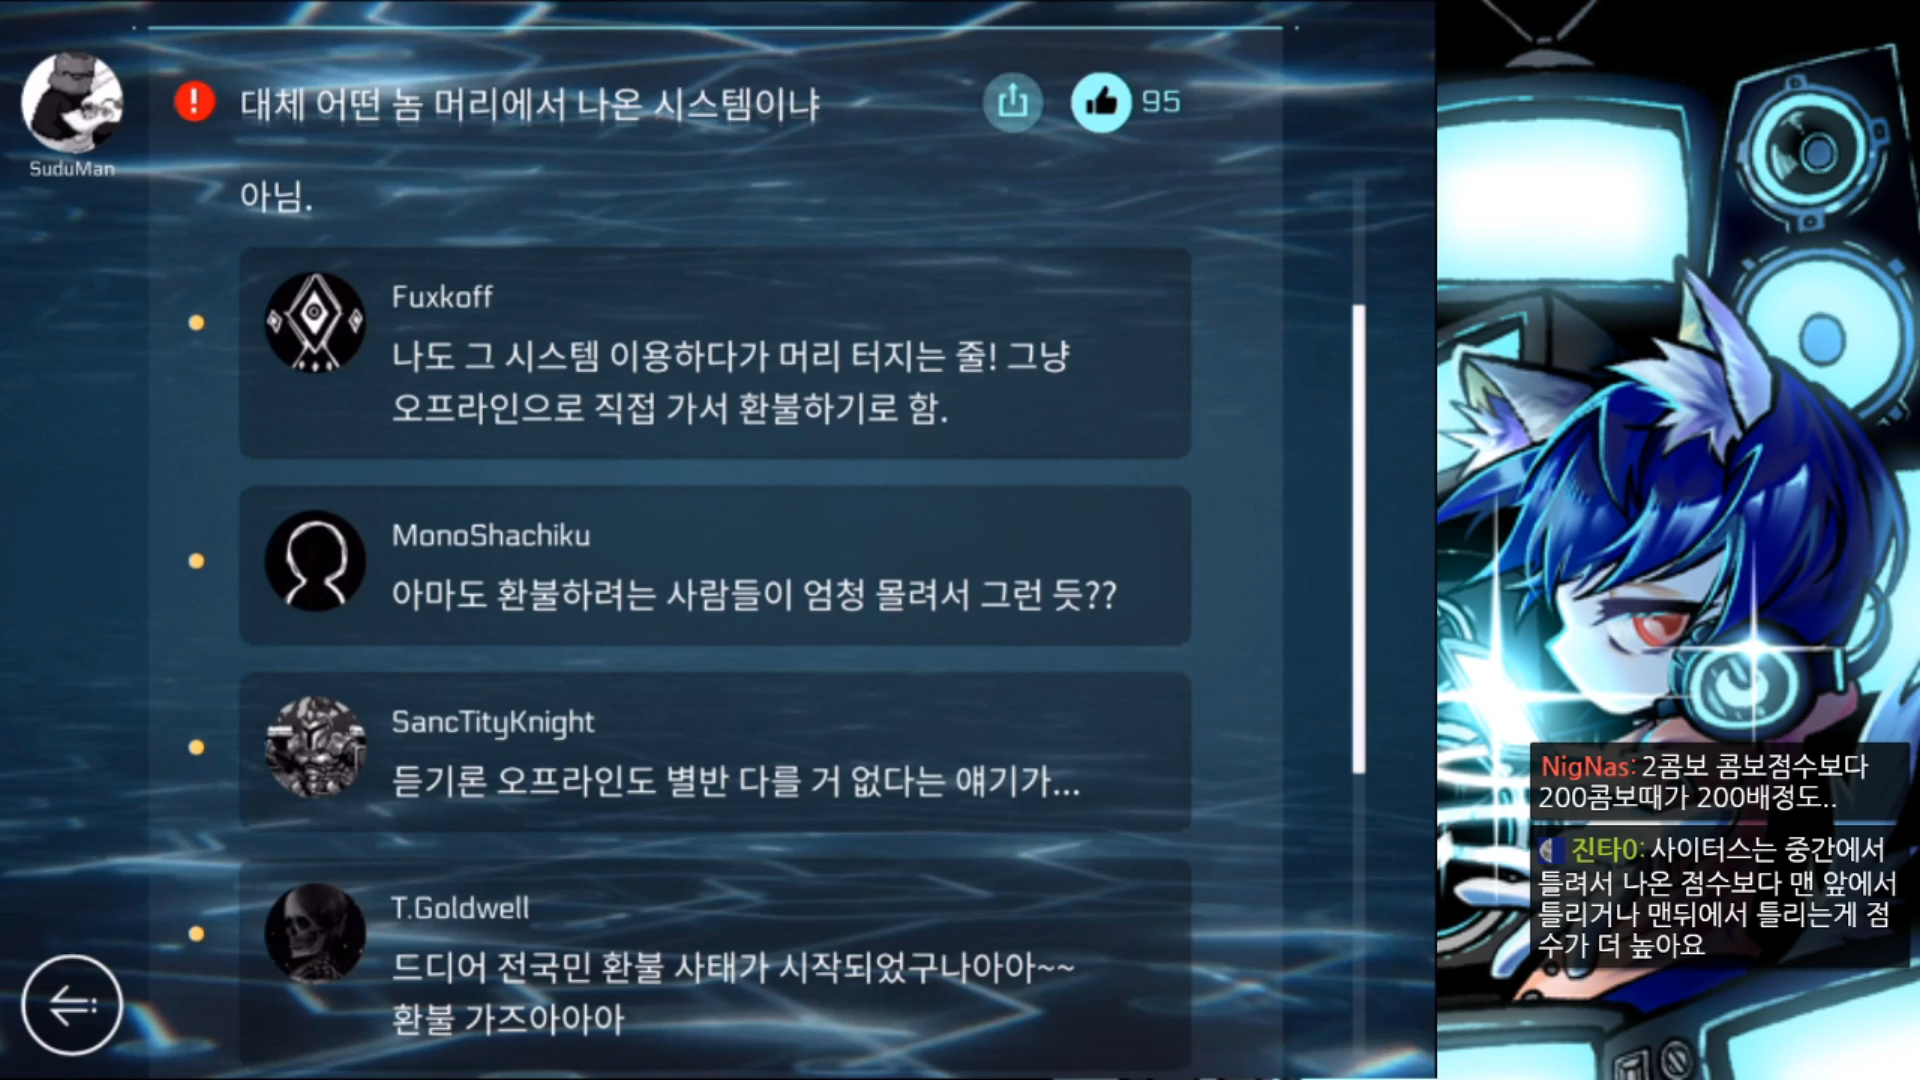 대체 어떤 놈 머리에서 나온 시스템이냐
95
SuduMan
아님.
Fuxkoff
나도 그 시스템 이용하다가 머리 터지는 줄! 그냥
오프라인으로 직접 가서 환불하기로 함.
MonoShachiku
아마도 환불하려는 사람들이 엄청 몰려서 그런 듯??
SancTityKnight
듣기론 오프라인도 별반 다를 거 없다는 얘기가...
T.Goldwell
드디어 전국민 환불 사태가 시작되었구나아아~~
환불 가즈아아아
NigNas: 2콤보 콤보점수보다
200콤보때가 200배정도..
진타0: 사이터스는 중간에서
틀려서 나온 점수보다 맨 앞에서
틀리거나 맨뒤에서 틀리는게 점
수가 더 높아요